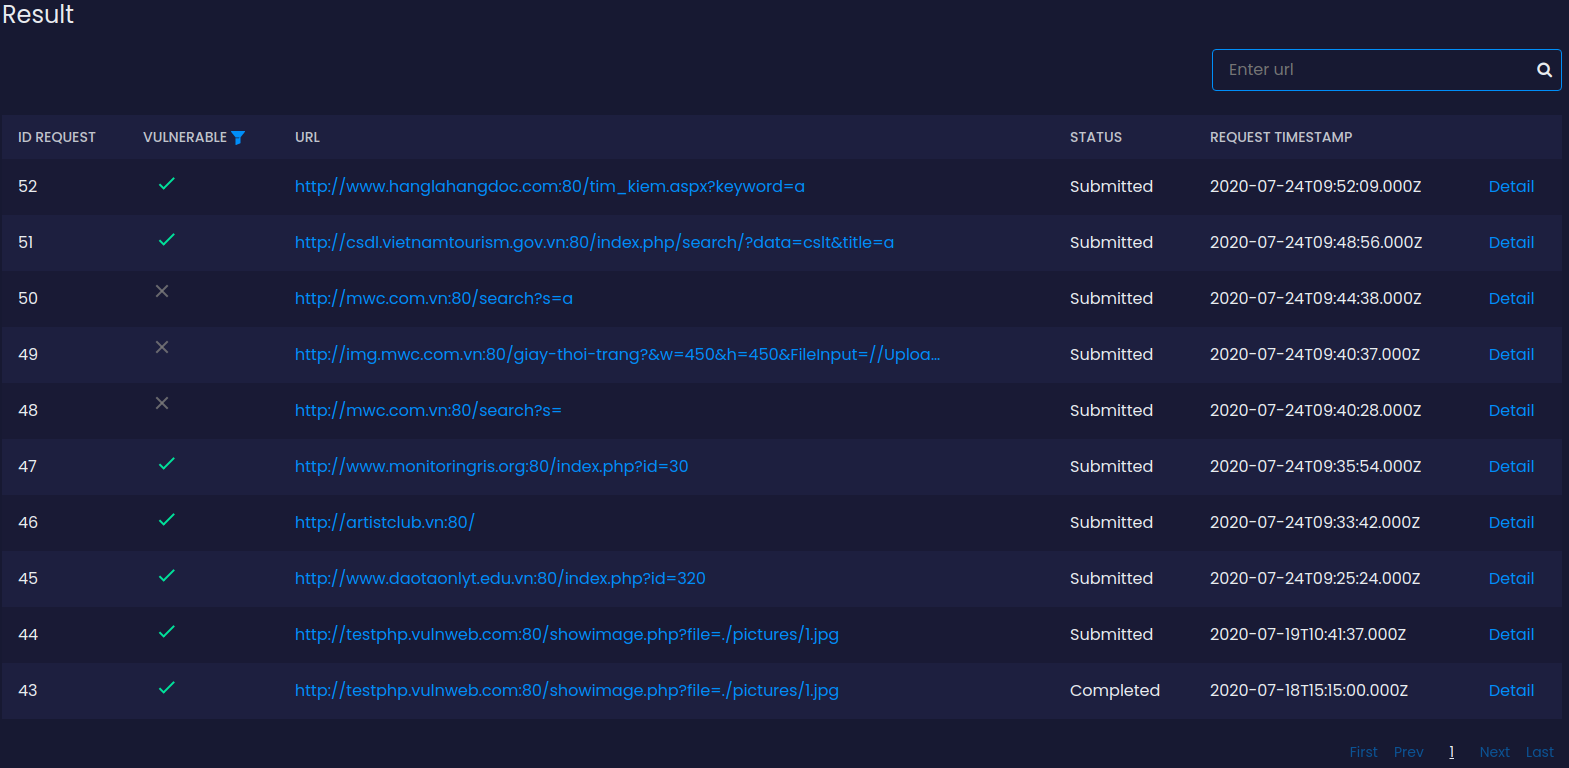 Result
Enter url
ID REQUEST VULNERABLE URL STATUS REQUEST TIMESTAMP
52 http://www.hanglahangdoc.com:80/tim_kiem.aspx?keyword=a Submitted 2020-07-24T09:52:09.000Z Detail
51 http://csdl.vietnamtourism.gov.vn:80/index.php/search/?data=cslt&title=a Submitted 2020-07-24T09:48:56.000Z Detail
50 http://mwc.com.vn:80/search?s=a Submitted 2020-07-24T09:44:38.000Z Detail
49 http://img.mwc.com.vn:80/giay-thoi-trang?&w=450&h=450&FileInput=//Uploa... Submitted 2020-07-24T09:40:37.000Z Detail
48 http://mwc.com.vn:80/search?s= Submitted 2020-07-24T09:40:28.000Z Detail
47 http://www.monitoringris.org:80/index.php?id=30 Submitted 2020-07-24T09:35:54.000Z Detail
46 http://artistclub.vn:80/ Submitted 2020-07-24T09:33:42.000Z Detail
45 http://www.daotaonlyt.edu.vn:80/index.php?id=320 Submitted 2020-07-24T09:25:24.000Z Detail
44 http://testphp.vulnweb.com:80/showimage.php?file=./pictures/1.jpg Submitted 2020-07-19T10:41:37.000Z Detail
43 http://testphp.vulnweb.com:80/showimage.php?file=./pictures/1.jpg Completed 2020-07-18T15:15:00.000Z Detail
First Prev 1 Next Last